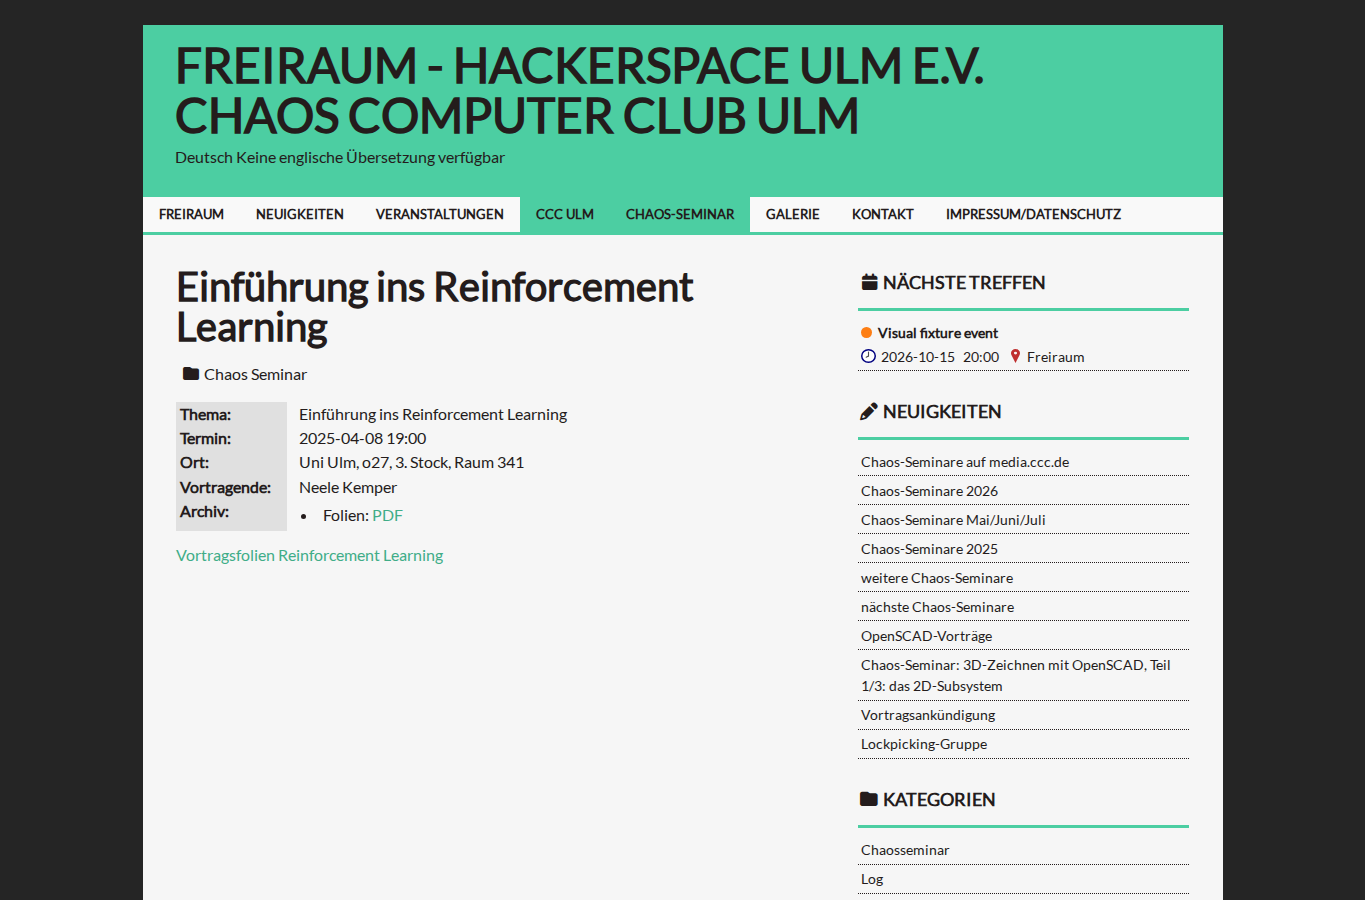 FREIRAUM - HACKERSPACE ULM E.V.
CHAOS COMPUTER CLUB ULM
Deutsch Keine englische Übersetzung verfügbar
FREIRAUM NEUIGKEITEN VERANSTALTUNGEN CCC ULM CHAOS-SEMINAR GALERIE KONTAKT IMPRESSUM/DATENSCHUTZ
Einführung ins Reinforcement
Learning
Chaos Seminar
Thema: Einführung ins Reinforcement Learning
Termin: 2025-04-08 19:00
Ort: Uni Ulm, o27, 3. Stock, Raum 341
Vortragende: Neele Kemper
Archiv: • Folien: PDF
Vortragsfolien Reinforcement Learning
NÄCHSTE TREFFEN
Visual fixture event
2026-10-15 20:00 Freiraum
NEUIGKEITEN
Chaos-Seminare auf media.ccc.de
Chaos-Seminare 2026
Chaos-Seminare Mai/Juni/Juli
Chaos-Seminare 2025
weitere Chaos-Seminare
nächste Chaos-Seminare
OpenSCAD-Vorträge
Chaos-Seminar: 3D-Zeichnen mit OpenSCAD, Teil
1/3: das 2D-Subsystem
Vortragsankündigung
Lockpicking-Gruppe
KATEGORIEN
Chaosseminar
Log